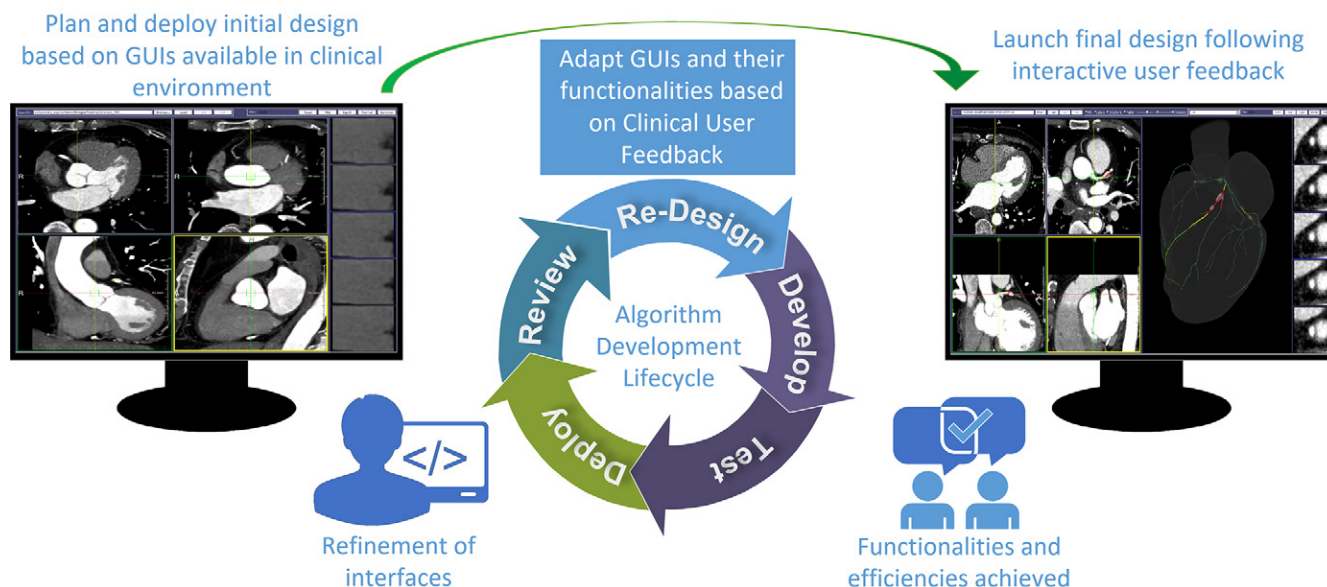 Plan and deploy initial design
based on GUIs available in clinical
environment
Adapt GUIs and their
functionalities based
on Clinical User
Feedback
Launch final design following
interactive user feedback
Re-Design
Develop
Test
Deploy
Review
Algorithm
Development
Lifecycle
</>
Refinement of
interfaces
Functionalities and
efficiencies achieved
R
R
R
A